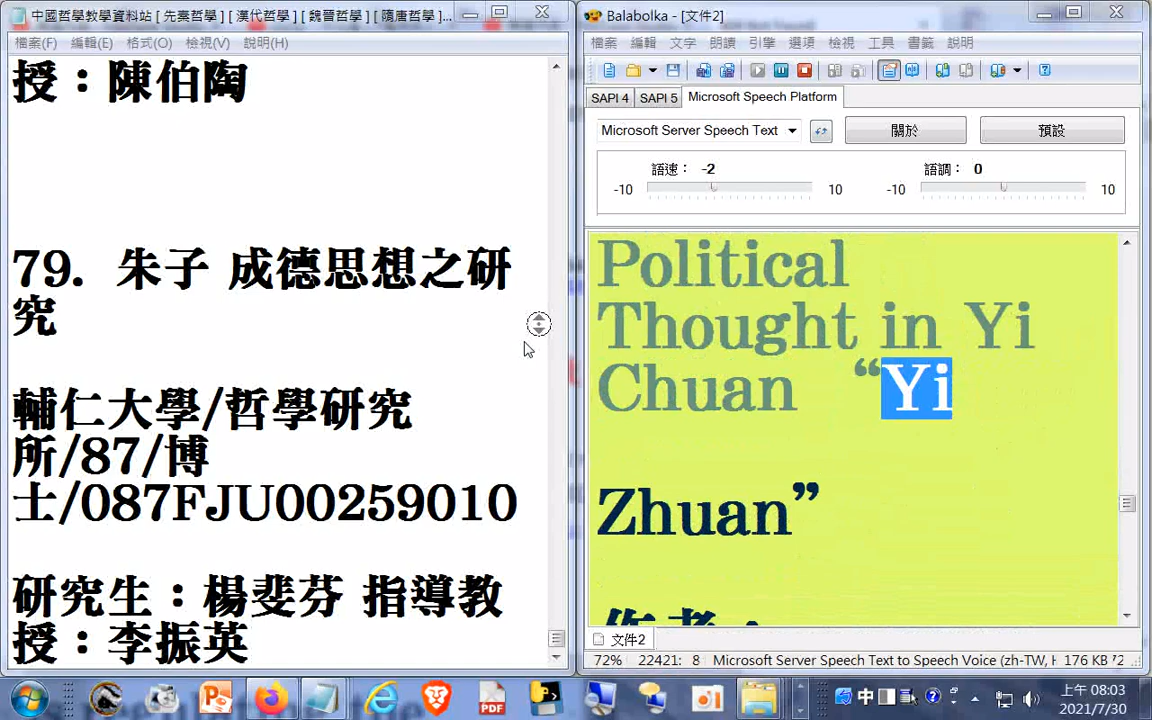 中國哲學教學資料站 [ 先秦哲學 ] [ 漢代哲學 ] [ 魏晉哲學 ] [ 隋唐哲學 ]...
檔案(F) 編輯(E) 格式(O) 檢視(V) 說明(H)
授：陳伯陶
79. 朱子 成德思想之研
究
輔仁大學/哲學研究
所/87/博
士/087FJU00259010
研究生：楊斐芬 指導教
授：李振英
Balabolka - [文件2]
檔案 編輯 文字 朗讀 引擎 選項 檢視 工具 書籤 說明
SAPI 4 SAPI 5 Microsoft Speech Platform
Microsoft Server Speech Text 關於 預設
語速： -2 語調： 0
-10 10 -10 10
Political
Thought in Yi
Chuan “Yi
Zhuan”
作者：
文件2
72% 22421: 8 Microsoft Server Speech Text to Speech Voice (zh-TW, H 176 KB
中 上午 08:03
2021/7/30